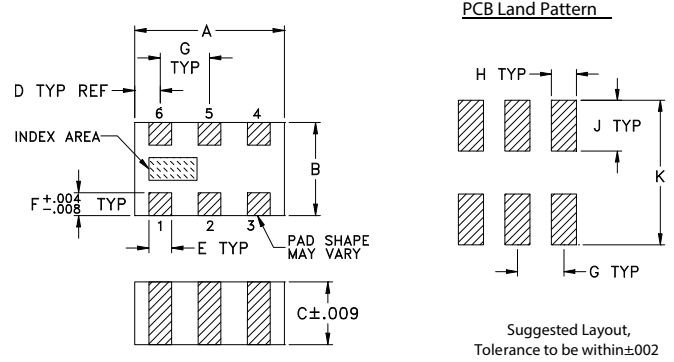 PCB Land Pattern
A
G
TYP
D TYP REF
6 5 4
INDEX AREA
B
F +.004 -.008 TYP
1 2 3
E TYP
PAD SHAPE
MAY VARY
C±.009
H TYP
J TYP
K
G TYP
Suggested Layout,
Tolerance to be within±002